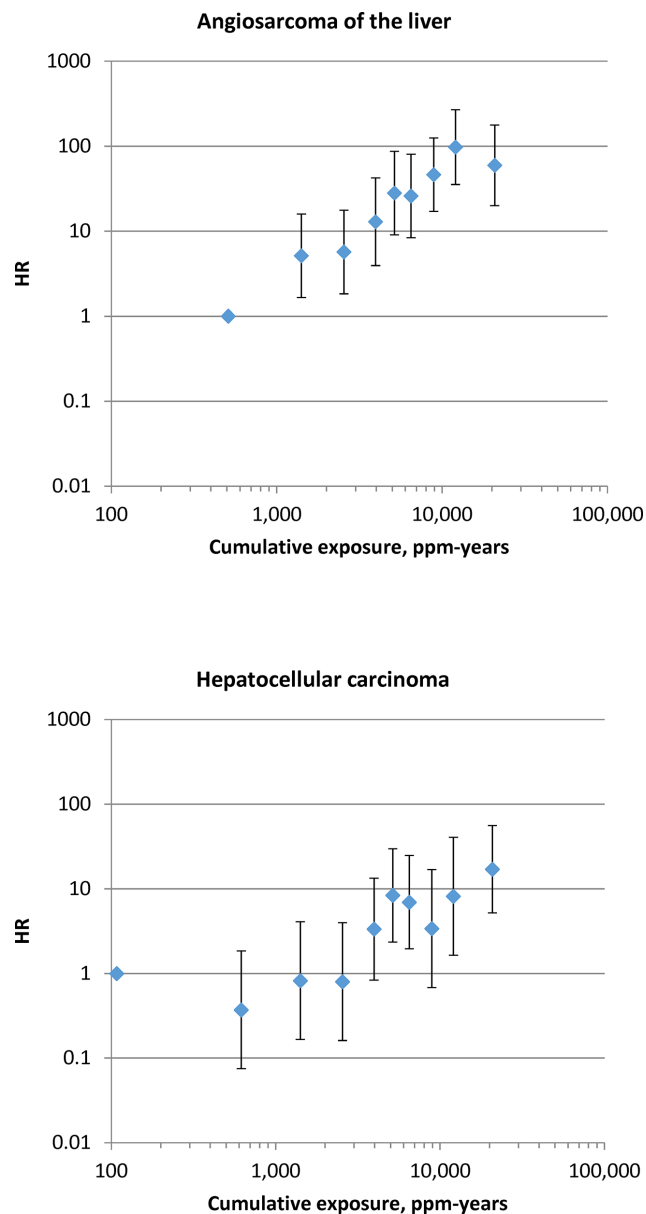 Angiosarcoma of the liver
1000
100
10
1
0.1
0.01
HR
100 1,000 10,000 100,000
Cumulative exposure, ppm-years
Hepatocellular carcinoma
1000
100
10
1
0.1
0.01
HR
100 1,000 10,000 100,000
Cumulative exposure, ppm-years